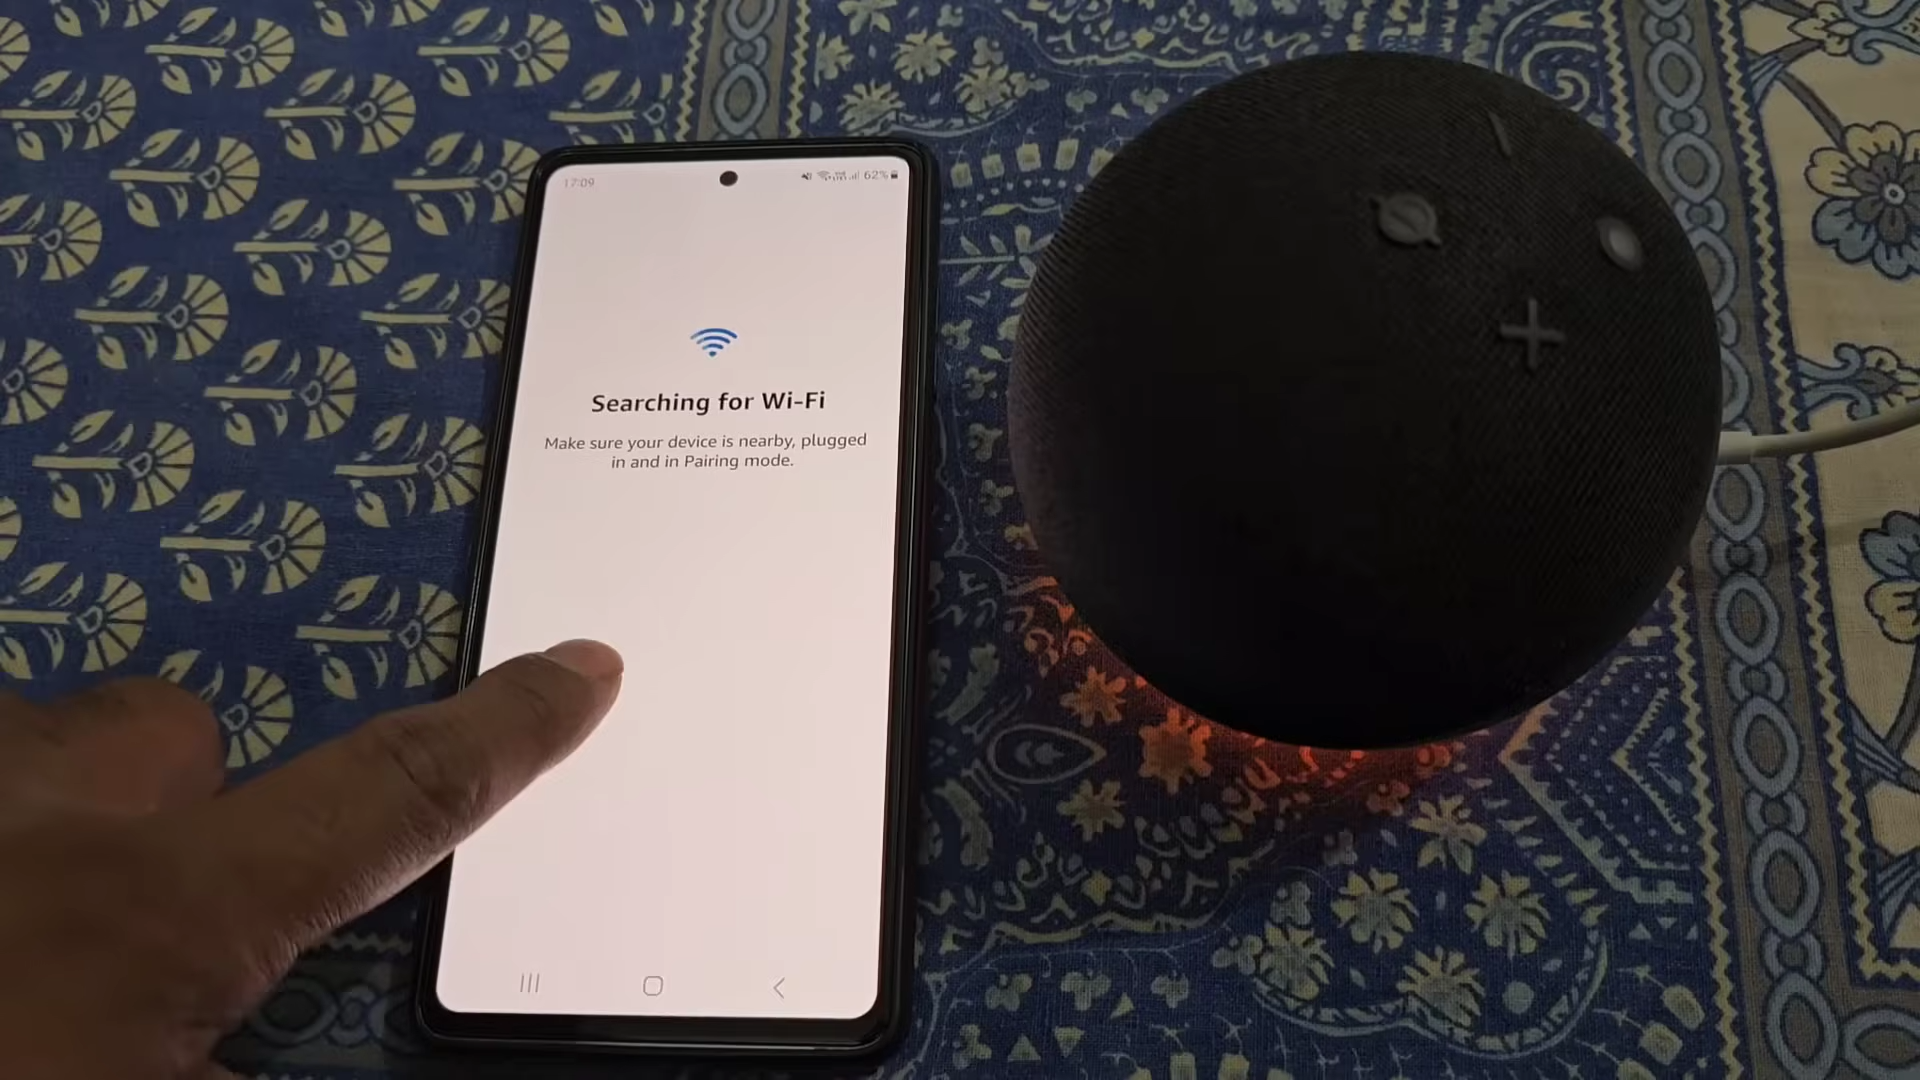 17:09
62%
Searching for Wi-Fi
Make sure your device is nearby, plugged
in and in Pairing mode.